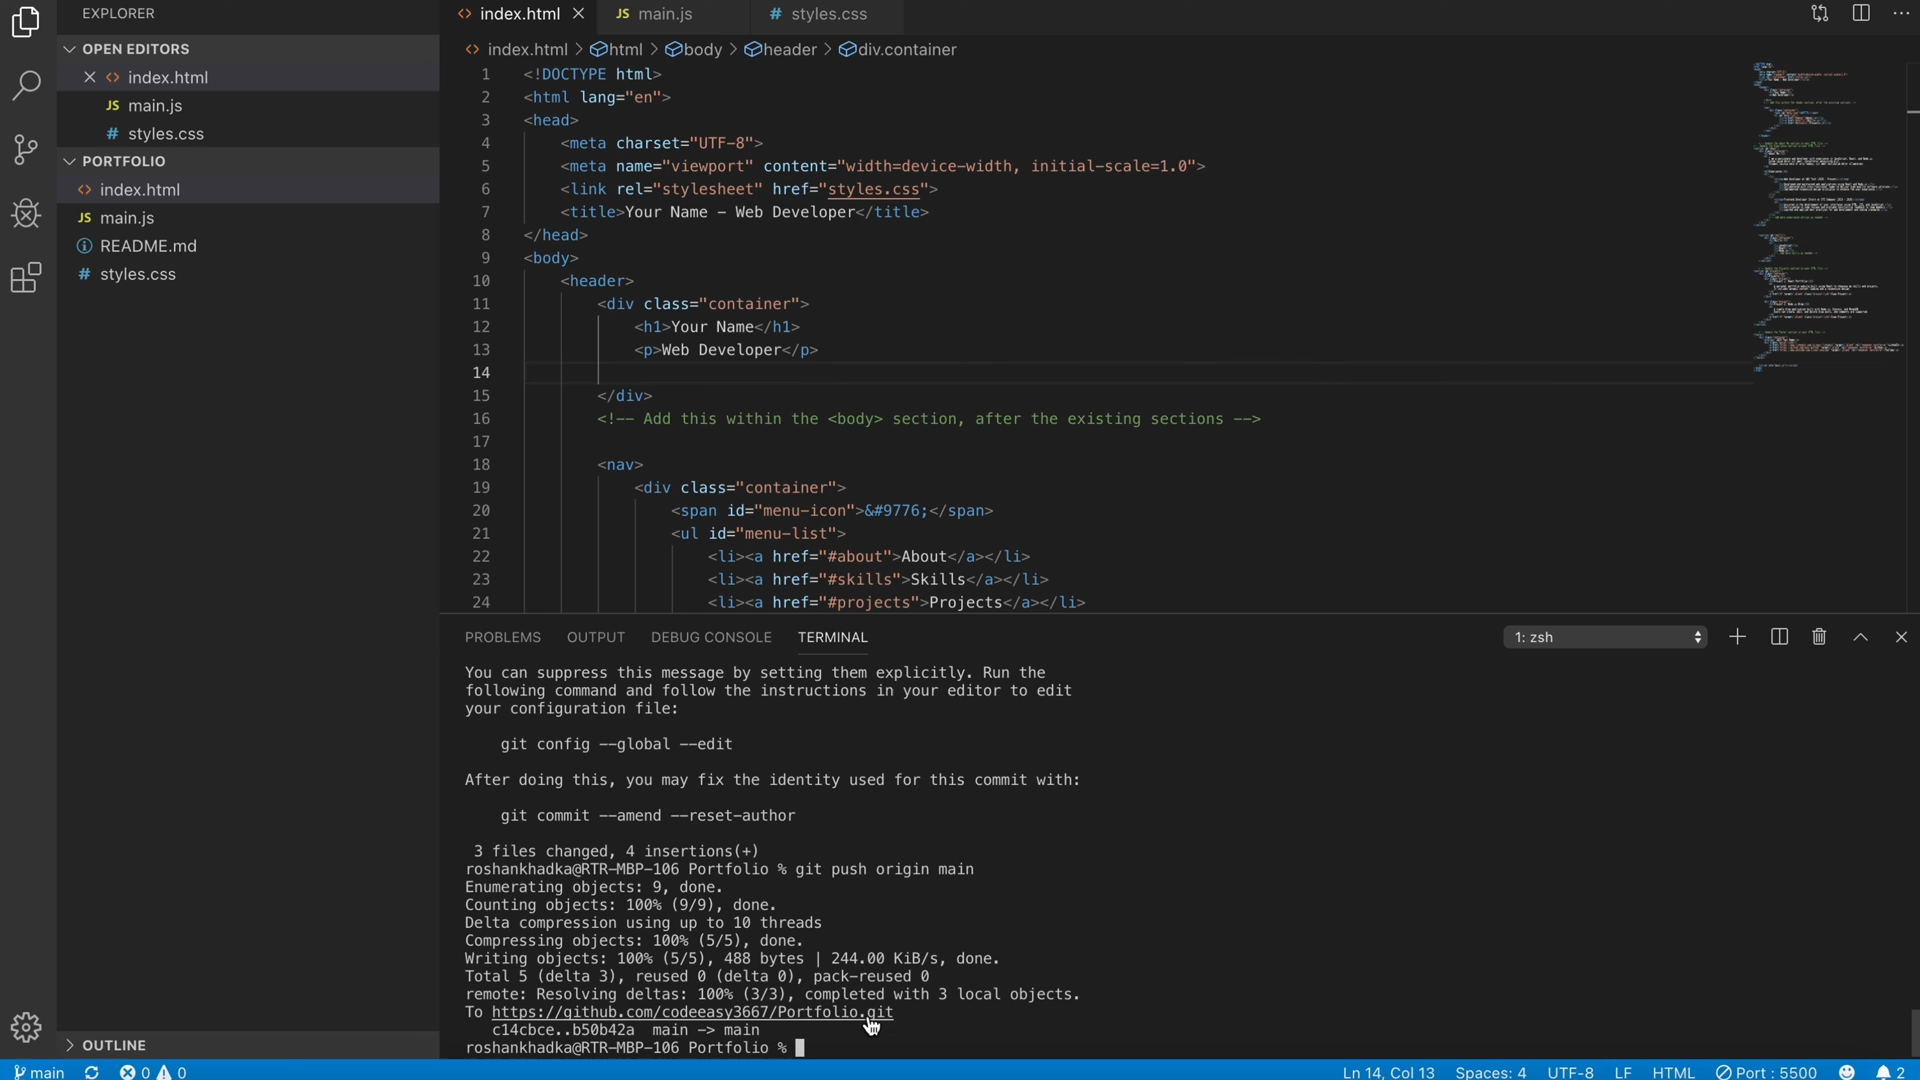 EXPLORER
OPEN EDITORS
index.html
JS main.js
# styles.css
PORTFOLIO
index.html
JS main.js
README.md
# styles.css
OUTLINE
index.html
JS main.js
# styles.css
index.html > html > body > header > div.container
1 <!DOCTYPE html>
2 <html lang="en">
3 <head>
4 <meta charset="UTF-8">
5 <meta name="viewport" content="width=device-width, initial-scale=1.0">
6 <link rel="stylesheet" href="styles.css">
7 <title>Your Name - Web Developer</title>
8 </head>
9 <body>
10 <header>
11 <div class="container">
12 <h1>Your Name</h1>
13 <p>Web Developer</p>
14
15 </div>
16 <!-- Add this within the <body> section, after the existing sections -->
17
18 <nav>
19 <div class="container">
20 <span id="menu-icon">&#9776;</span>
21 <ul id="menu-list">
22 <li><a href="#about">About</a></li>
23 <li><a href="#skills">Skills</a></li>
24 <li><a href="#projects">Projects</a></li>
PROBLEMS OUTPUT DEBUG CONSOLE TERMINAL
1: zsh
You can suppress this message by setting them explicitly. Run the
following command and follow the instructions in your editor to edit
your configuration file:
git config --global --edit
After doing this, you may fix the identity used for this commit with:
git commit --amend --reset-author
3 files changed, 4 insertions(+)
roshankhadka@RTR-MBP-106 Portfolio % git push origin main
Enumerating objects: 9, done.
Counting objects: 100% (9/9), done.
Delta compression using up to 10 threads
Compressing objects: 100% (5/5), done.
Writing objects: 100% (5/5), 488 bytes | 244.00 KiB/s, done.
Total 5 (delta 3), reused 0 (delta 0), pack-reused 0
remote: Resolving deltas: 100% (3/3), completed with 3 local objects.
To https://github.com/codeeasy3667/Portfolio.git
c14cbce..b50b42a main -> main
roshankhadka@RTR-MBP-106 Portfolio %
main 0 0 Ln 14, Col 13 Spaces: 4 UTF-8 LF HTML Port : 5500 2